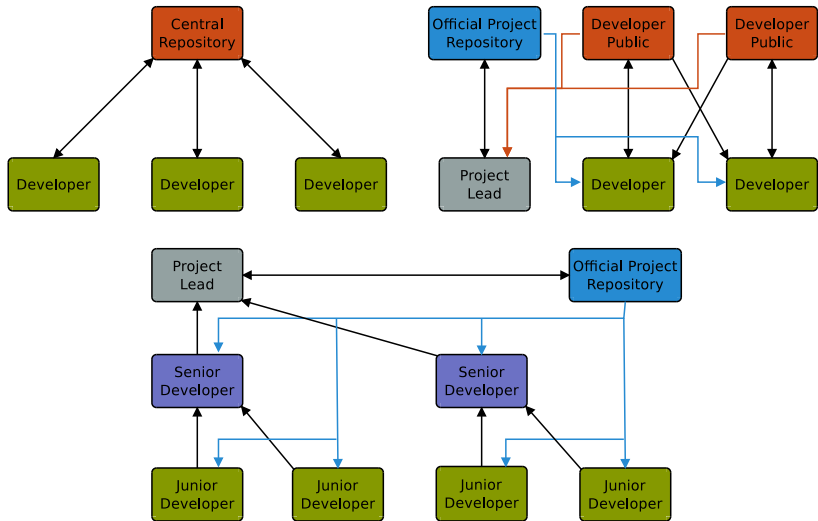 Central
Repository
Official Project
Repository
Developer
Public
Developer
Public
Developer
Developer
Developer
Project
Lead
Developer
Developer
Project
Lead
Official Project
Repository
Senior
Developer
Senior
Developer
Junior
Developer
Junior
Developer
Junior
Developer
Junior
Developer